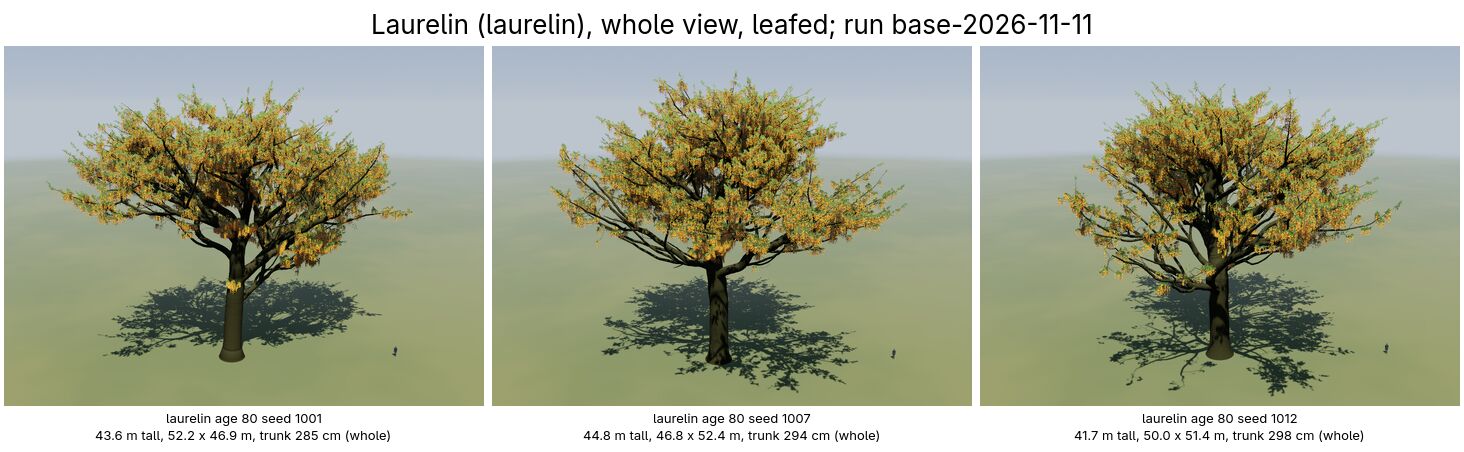 Laurelin (laurelin), whole view, leafed; run base-2026-11-11
laurelin age 80 seed 1001
43.6 m tall, 52.2 x 46.9 m, trunk 285 cm (whole)
laurelin age 80 seed 1007
44.8 m tall, 46.8 x 52.4 m, trunk 294 cm (whole)
laurelin age 80 seed 1012
41.7 m tall, 50.0 x 51.4 m, trunk 298 cm (whole)